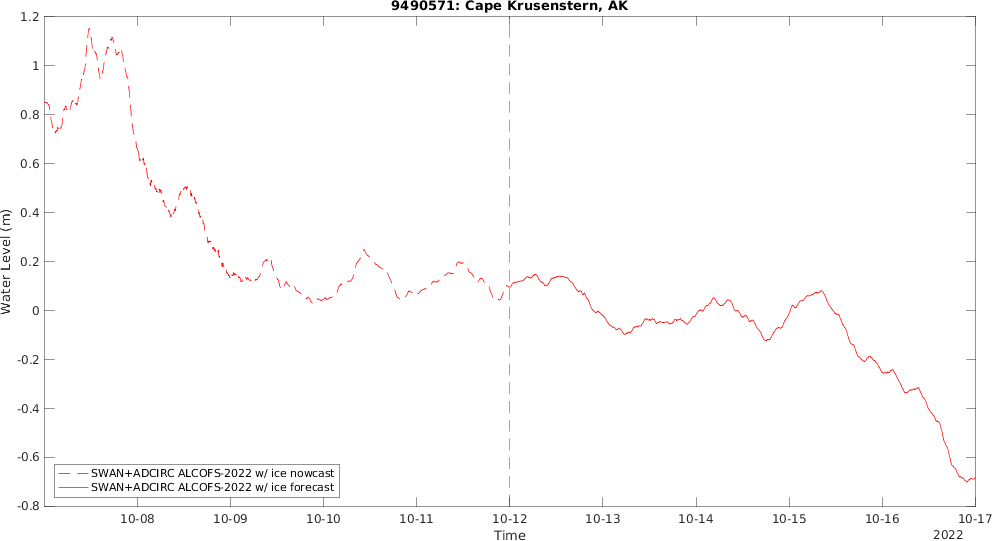 9490571: Cape Krusenstern, AK
Water Level (m)
1.2
1
0.8
0.6
0.4
0.2
0
-0.2
-0.4
-0.6
-0.8
SWAN+ADCIRC ALCOFS-2022 w/ ice nowcast
SWAN+ADCIRC ALCOFS-2022 w/ ice forecast
10-08 10-09 10-10 10-11 10-12 10-13 10-14 10-15 10-16 10-17
Time
2022